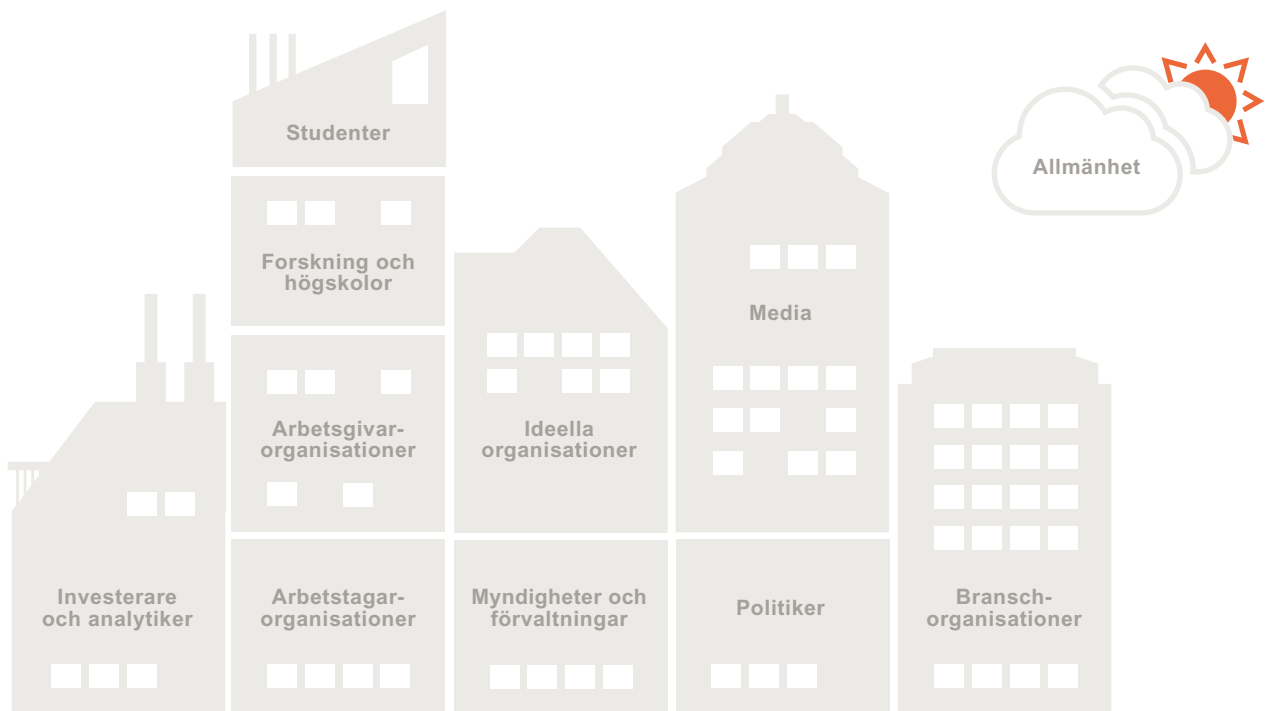 Studenter
Allmänhet
Forskning och
högskolor
Media
Arbetsgivar-
organisationer
Ideella
organisationer
Investerare
och analytiker
Arbetstagar-
organisationer
Myndigheter och
förvaltningar
Politiker
Bransch-
organisationer